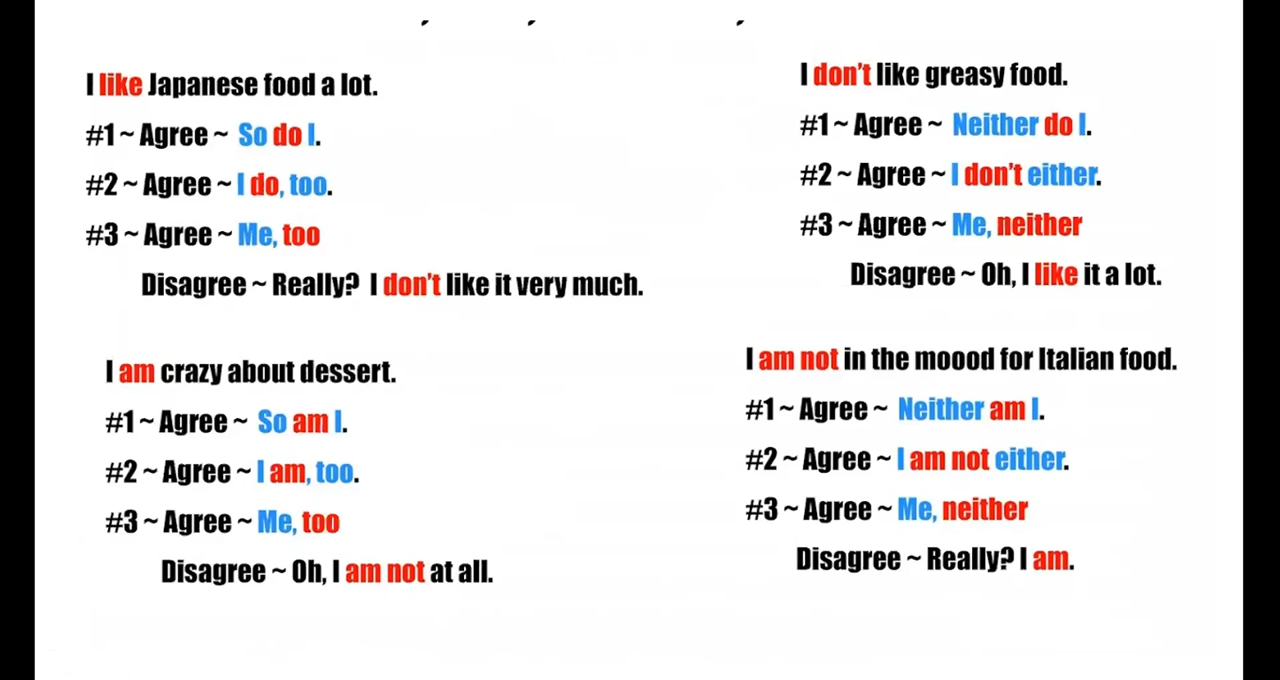 I like Japanese food a lot.
#1 ~ Agree ~ So do I.
#2 ~ Agree ~ I do, too.
#3 ~ Agree ~ Me, too
Disagree ~ Really? I don't like it very much.
I don't like greasy food.
#1 ~ Agree ~ Neither do I.
#2 ~ Agree ~ I don't either.
#3 ~ Agree ~ Me, neither
Disagree ~ Oh, I like it a lot.
I am crazy about dessert.
#1 ~ Agree ~ So am I.
#2 ~ Agree ~ I am, too.
#3 ~ Agree ~ Me, too
Disagree ~ Oh, I am not at all.
I am not in the moood for Italian food.
#1 ~ Agree ~ Neither am I.
#2 ~ Agree ~ I am not either.
#3 ~ Agree ~ Me, neither
Disagree ~ Really? I am.